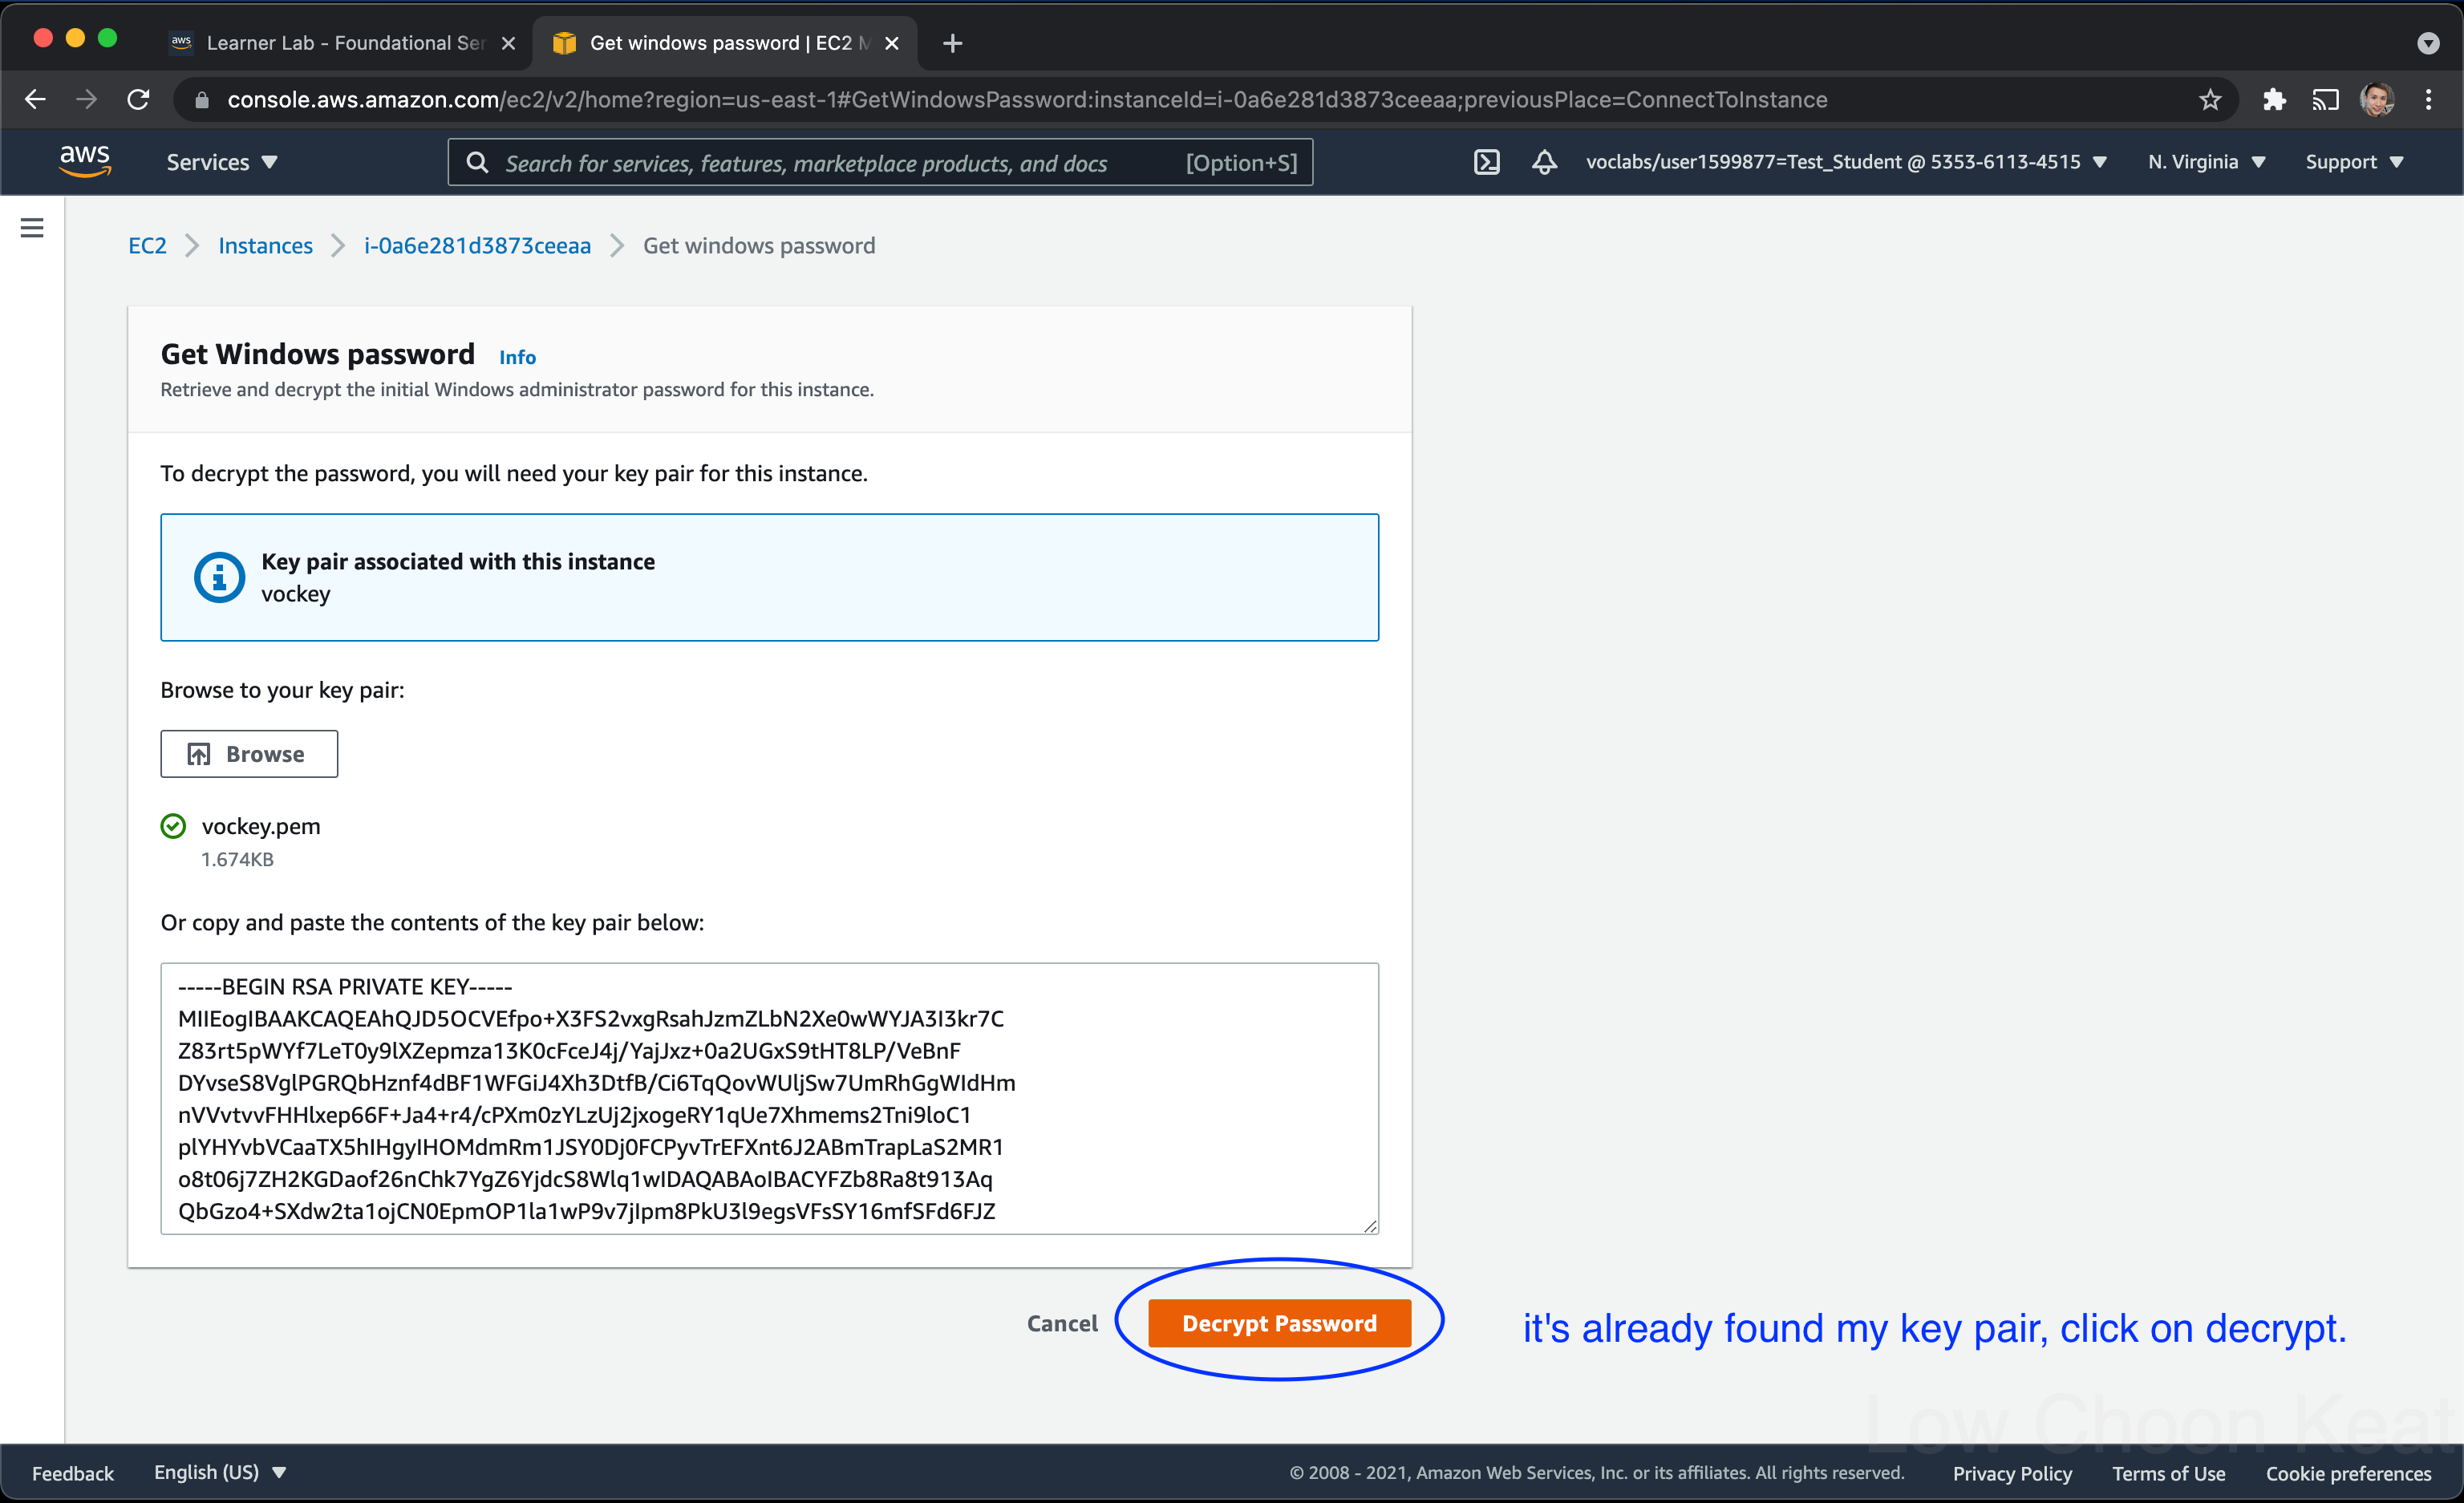 Learner Lab - Foundational Ser
Get windows password | EC2 M
console.aws.amazon.com/ec2/v2/home?region=us-east-1#GetWindowsPassword:instanceId=i-0a6e281d3873ceeaa;previousPlace=ConnectToInstance
aws
Services
Search for services, features, marketplace products, and docs [Option+S]
voclabs/user1599877=Test_Student @ 5353-6113-4515
N. Virginia
Support
EC2 > Instances > i-0a6e281d3873ceeaa > Get windows password
Get Windows password Info
Retrieve and decrypt the initial Windows administrator password for this instance.
To decrypt the password, you will need your key pair for this instance.
Key pair associated with this instance
vockey
Browse to your key pair:
Browse
vockey.pem
1.674KB
Or copy and paste the contents of the key pair below:
-----BEGIN RSA PRIVATE KEY-----
MIIEogIBAAKCAQEAhQJD5OCVEfpo+X3FS2vxgRsahJzmZLbN2Xe0wWYJA3I3kr7C
Z83rt5pWYf7LeT0y9lXZepmza13K0cFceJ4j/YajJxz+0a2UGxS9tHT8LP/VeBnF
DYvseS8VglPGRQbHznf4dBF1WFGiJ4Xh3DtfB/Ci6TqQovWUljSw7UmRhGgWIdHm
nVVvtvvFHHlxep66F+Ja4+r4/cPXm0zYLzUj2jxogeRY1qUe7Xhmems2Tni9loC1
plYHYvbVCaaTX5hIHgyIHOMdmRm1JSY0Dj0FCPyvTrEFXnt6J2ABmTrapLaS2MR1
o8t06j7ZH2KGDaof26nChk7YgZ6YjdcS8Wlq1wIDAQABAoIBACYFZb8Ra8t913Aq
QbGzo4+SXdw2ta1ojCN0EpmOP1la1wP9v7jIpm8PkU3l9egsVFsSY16mfSFd6FJZ
Cancel
Decrypt Password
it's already found my key pair, click on decrypt.
Low Choon Keat
Feedback
English (US)
© 2008 - 2021, Amazon Web Services, Inc. or its affiliates. All rights reserved.
Privacy Policy
Terms of Use
Cookie preferences